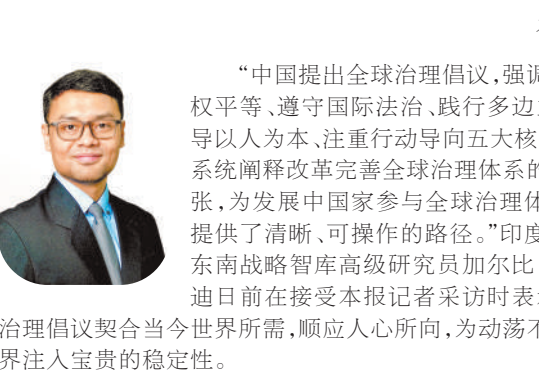 “中国提出全球治理倡议,强调
权平等、遵守国际法治、践行多边
导以人为本、注重行动导向五大核
系统阐释改革完善全球治理体系的
张,为发展中国家参与全球治理体
提供了清晰、可操作的路径。”印度
东南战略智库高级研究员加尔比
迪日前在接受本报记者采访时表
治理倡议契合当今世界所需,顺应人心所向,为动荡不
界注入宝贵的稳定性。